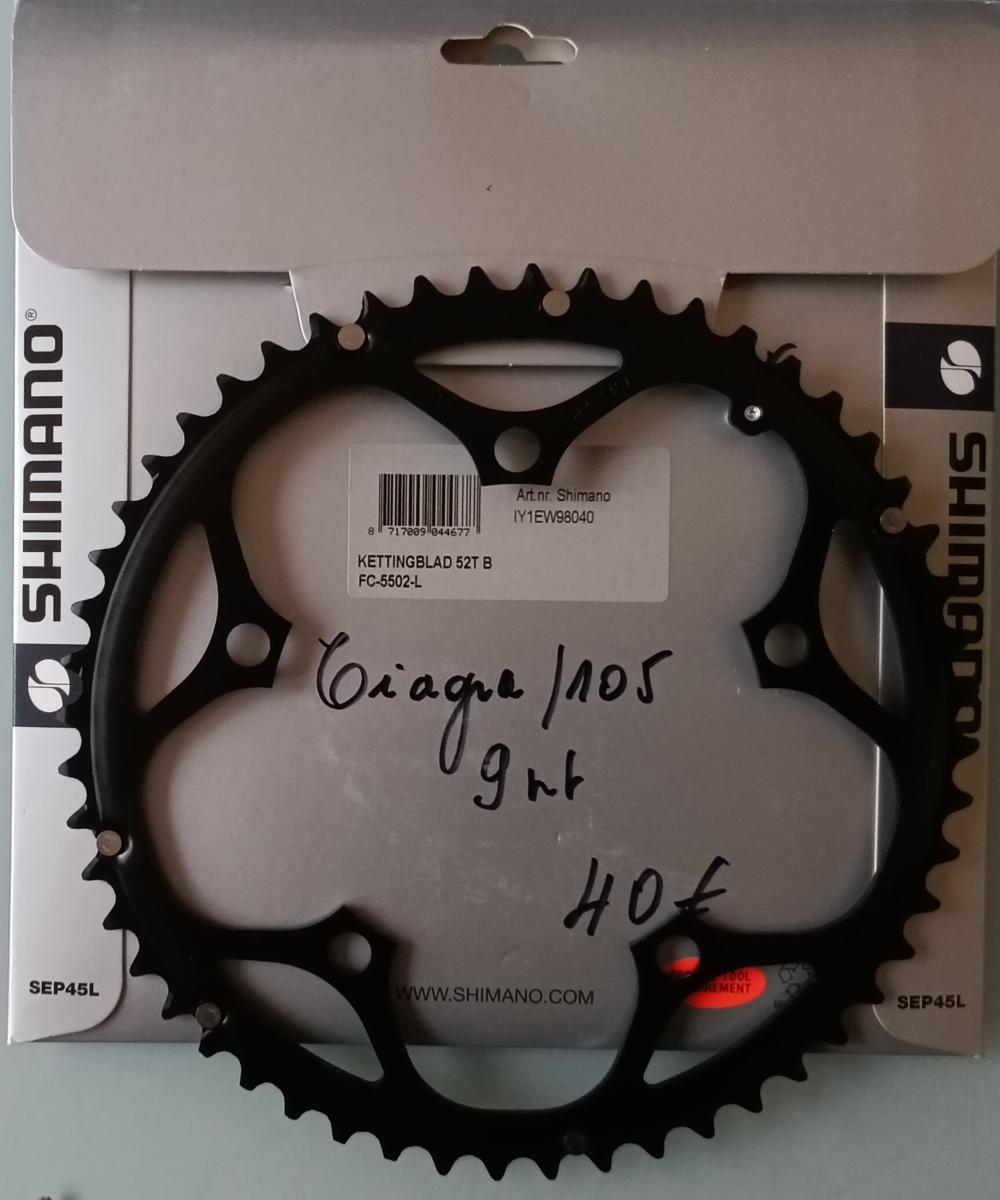 SHIMANO®
SHIMANO
8 717009 044677
Art.nr. Shimano
IY1EW98040
KETTINGBLAD 52T B
FC-5502-L
Tiagra / 105
9
40 €
SEP45L
WWW.SHIMANO.COM
TOOL
SEP45L